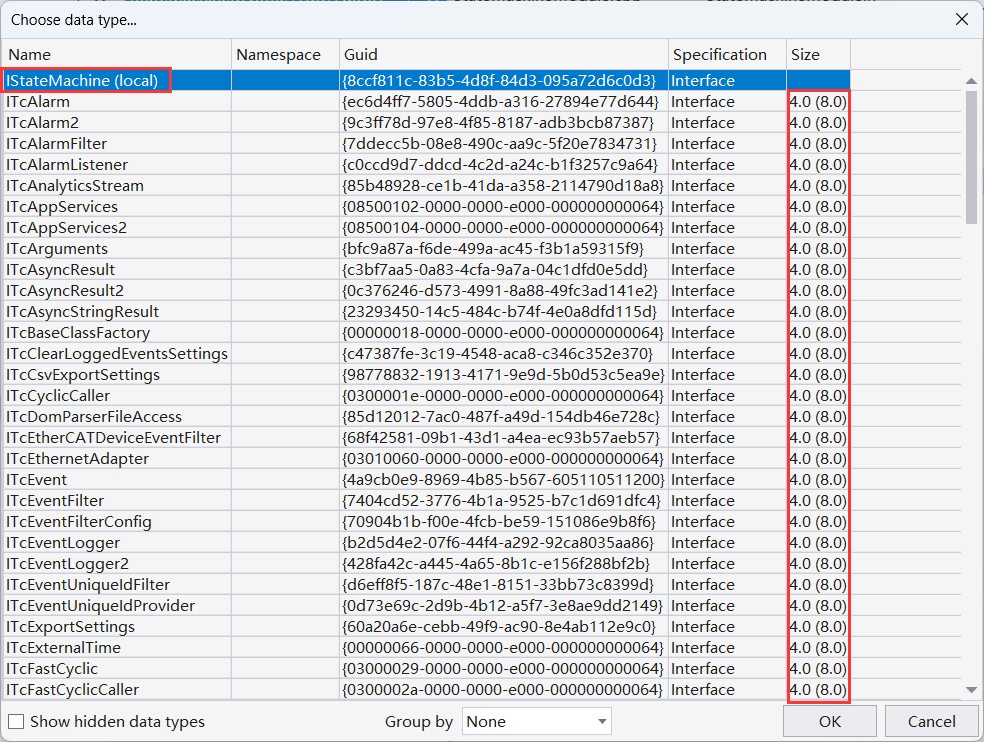 Choose data type...
Name Namespace Guid Specification Size
IStateMachine (local) {8ccf811c-83b5-4d8f-84d3-095a72d6c0d3} Interface
ITcAlarm {ec6d4ff7-5805-4ddb-a316-27894e77d644} Interface 4.0 (8.0)
ITcAlarm2 {9c3ff78d-97e8-4f85-8187-adb3bcb87387} Interface 4.0 (8.0)
ITcAlarmFilter {7ddecc5b-08e8-490c-aa9c-5f20e7834731} Interface 4.0 (8.0)
ITcAlarmListener {c0ccd9d7-ddcd-4c2d-a24c-b1f3257c9a64} Interface 4.0 (8.0)
ITcAnalyticsStream {85b48928-ce1b-41da-a358-2114790d18a8} Interface 4.0 (8.0)
ITcAppServices {08500102-0000-0000-e000-000000000064} Interface 4.0 (8.0)
ITcAppServices2 {08500104-0000-0000-e000-000000000064} Interface 4.0 (8.0)
ITcArguments {bfc9a87a-f6de-499a-ac45-f3b1a59315f9} Interface 4.0 (8.0)
ITcAsyncResult {c3bf7aa5-0a83-4cfa-9a7a-04c1dfd0e5dd} Interface 4.0 (8.0)
ITcAsyncResult2 {0c376246-d573-4991-8a88-49fc3ad141e2} Interface 4.0 (8.0)
ITcAsyncStringResult {23293450-14c5-484c-b74f-4e0a8dfd115d} Interface 4.0 (8.0)
ITcBaseClassFactory {00000018-0000-0000-e000-000000000064} Interface 4.0 (8.0)
ITcClearLoggedEventsSettings {c47387fe-3c19-4548-aca8-c346c352e370} Interface 4.0 (8.0)
ITcCsvExportSettings {98778832-1913-4171-9e9d-5b0d53c5ea9e} Interface 4.0 (8.0)
ITcCyclicCaller {0300001e-0000-0000-e000-000000000064} Interface 4.0 (8.0)
ITcDomParserFileAccess {85d12012-7ac0-487f-a49d-154db46e728c} Interface 4.0 (8.0)
ITcEtherCATDeviceEventFilter {68f42581-09b1-43d1-a4ea-ec93b57aeb57} Interface 4.0 (8.0)
ITcEthernetAdapter {03010060-0000-0000-e000-000000000064} Interface 4.0 (8.0)
ITcEvent {4a9cb0e9-8969-4b85-b567-605110511200} Interface 4.0 (8.0)
ITcEventFilter {7404cd52-3776-4b1a-9525-b7c1d691dfc4} Interface 4.0 (8.0)
ITcEventFilterConfig {70904b1b-f00e-4fcb-be59-151086e9b8f6} Interface 4.0 (8.0)
ITcEventLogger {b2d5d4e2-07f6-44f4-a292-92ca8035aa86} Interface 4.0 (8.0)
ITcEventLogger2 {428fa42c-a445-4a65-8b1c-e156f288bf2b} Interface 4.0 (8.0)
ITcEventUniqueIdFilter {d6eff8f5-187c-48e1-8151-33bb73c8399d} Interface 4.0 (8.0)
ITcEventUniqueIdProvider {0d73e69c-2d9b-4b12-a5f7-3e8ae9dd2149} Interface 4.0 (8.0)
ITcExportSettings {60a20a6e-cebb-49f9-ac90-8e4ab112e9c0} Interface 4.0 (8.0)
ITcExternalTime {00000066-0000-0000-e000-000000000064} Interface 4.0 (8.0)
ITcFastCyclic {03000029-0000-0000-e000-000000000064} Interface 4.0 (8.0)
ITcFastCyclicCaller {0300002a-0000-0000-e000-000000000064} Interface 4.0 (8.0)
Show hidden data types Group by None OK Cancel